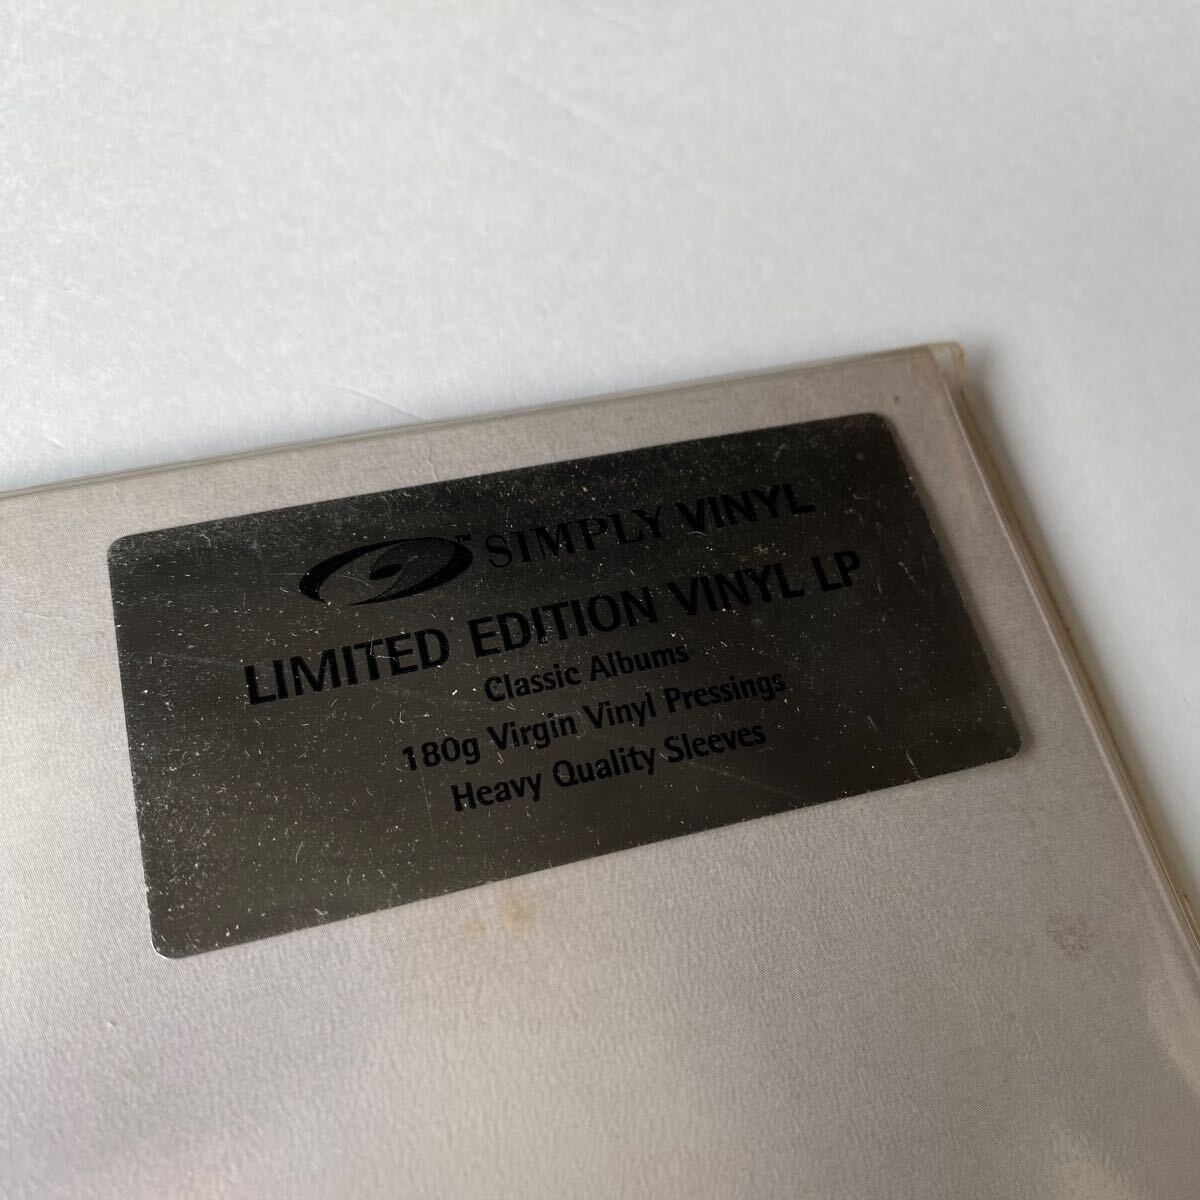 SIMPLY VINYL
LIMITED EDITION VINYL LP
Classic Albums
180g Virgin Vinyl Pressings
Heavy Quality Sleeves